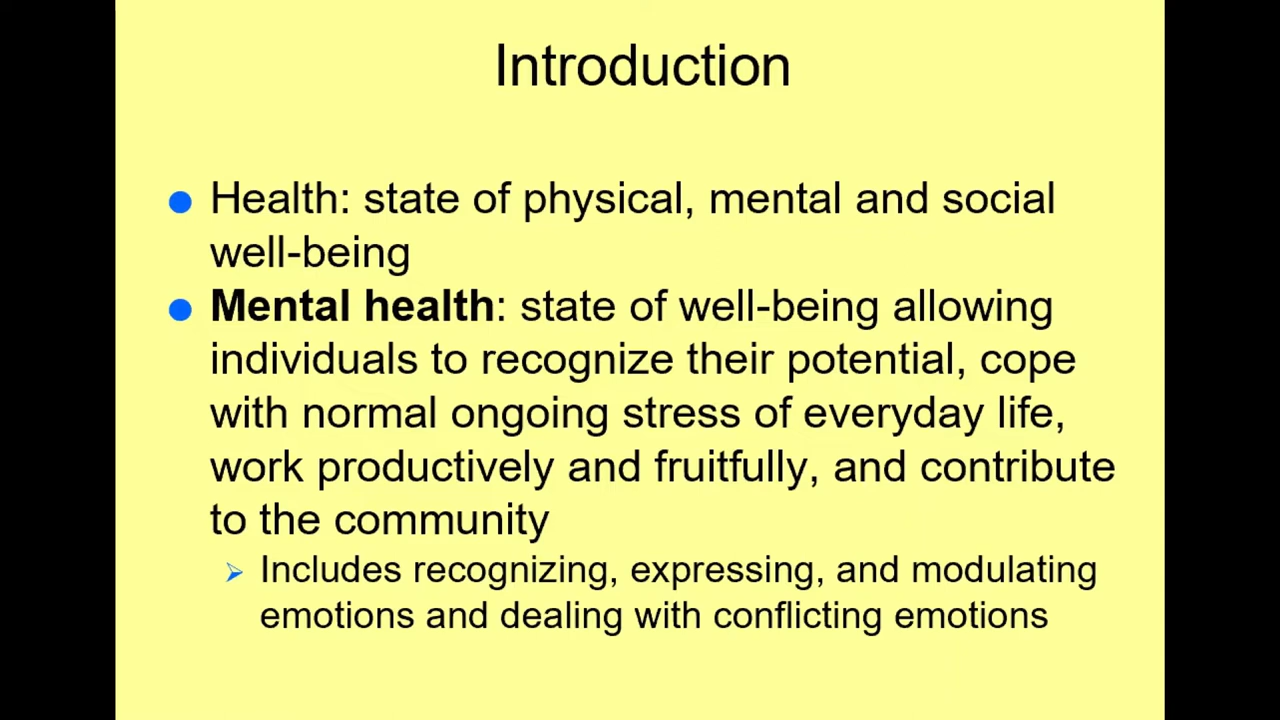 Introduction
Health: state of physical, mental and social
well-being
Mental health: state of well-being allowing
individuals to recognize their potential, cope
with normal ongoing stress of everyday life,
work productively and fruitfully, and contribute
to the community
Includes recognizing, expressing, and modulating
emotions and dealing with conflicting emotions